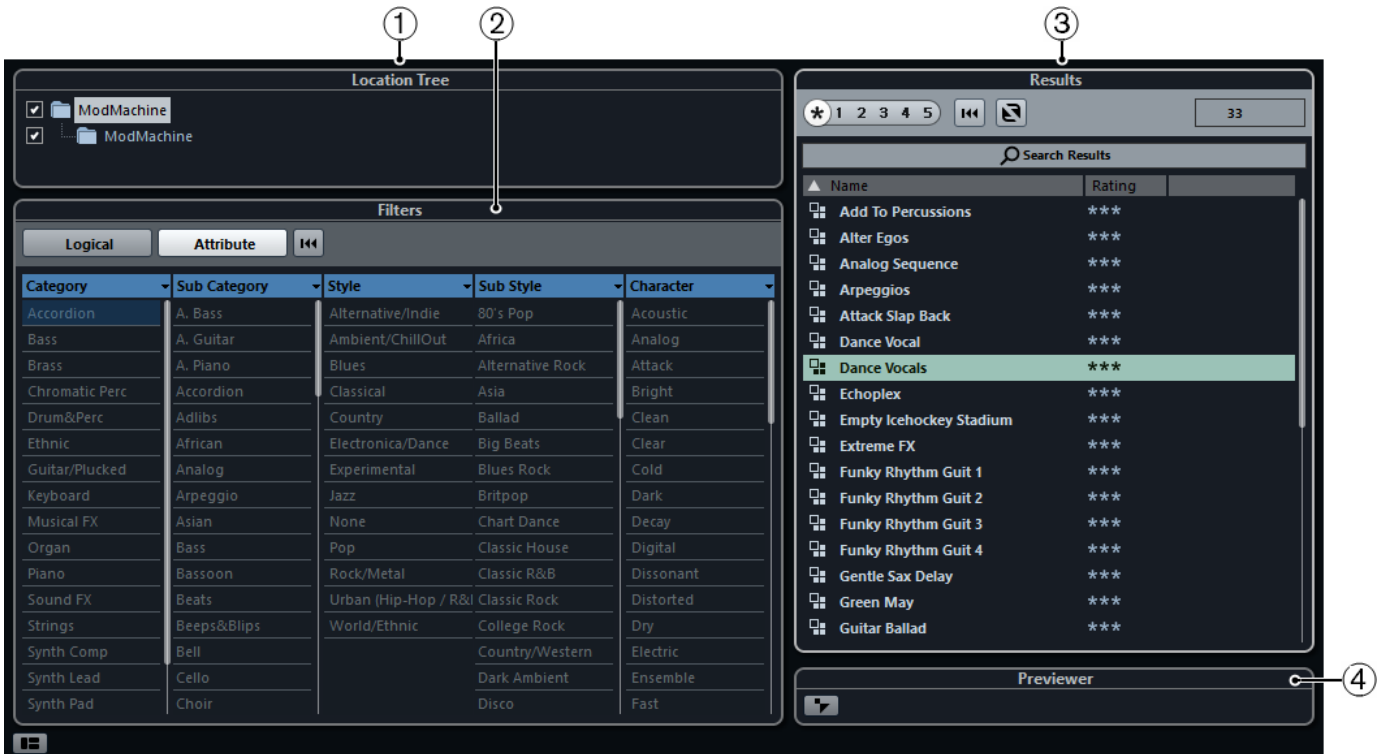 ① ② ③
Location Tree
ModMachine
ModMachine
Filters
Logical Attribute
Category Sub Category Style Sub Style Character
Accordion A. Bass Alternative/Indie 80's Pop Acoustic
Bass A. Guitar Ambient/ChillOut Africa Analog
Brass A. Piano Blues Alternative Rock Attack
Chromatic Perc Accordion Classical Asia Bright
Drum&Perc Adlibs Country Ballad Clean
Ethnic African Electronica/Dance Big Beats Clear
Guitar/Plucked Analog Experimental Blues Rock Cold
Keyboard Arpeggio Jazz Britpop Dark
Musical FX Asian None Chart Dance Decay
Organ Bass Pop Classic House Digital
Piano Bassoon Rock/Metal Classic R&B Dissonant
Sound FX Beats Urban (Hip-Hop / R&B Classic Rock Distorted
Strings Beeps&Blips World/Ethnic College Rock Dry
Synth Comp Bell Country/Western Electric
Synth Lead Cello Dark Ambient Ensemble
Synth Pad Choir Disco Fast
Results
* 1 2 3 4 5 33
Search Results
Name Rating
Add To Percussions ***
Alter Egos ***
Analog Sequence ***
Arpeggios ***
Attack Slap Back ***
Dance Vocal ***
Dance Vocals ***
Echoplex ***
Empty Icehockey Stadium ***
Extreme FX ***
Funky Rhythm Guit 1 ***
Funky Rhythm Guit 2 ***
Funky Rhythm Guit 3 ***
Funky Rhythm Guit 4 ***
Gentle Sax Delay ***
Green May ***
Guitar Ballad ***
Previewer
④